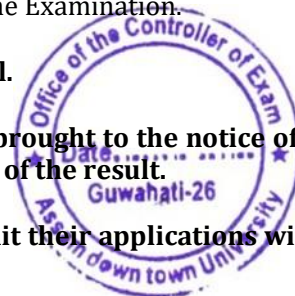 ne Examination.
l.
brought to the notice of
of the result.
it their applications wi
Office of the Controller of Exam
Date
Guwahati-26
Assam down town University